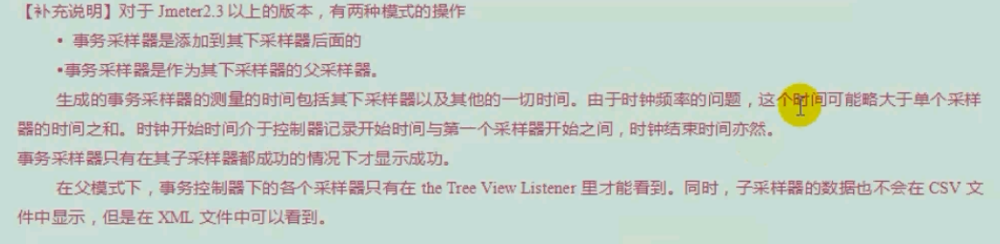 【补充说明】对于 Jmeter2.3 以上的版本，有两种模式的操作
• 事务采样器是添加到其下采样器后面的
•事务采样器是作为其下采样器的父采样器。
生成的事务采样器的测量的时间包括其下采样器以及其他的一切时间。由于时钟频率的问题，这个时间可能略大于单个采样
器的时间之和。时钟开始时间介于控制器记录开始时间与第一个采样器开始之间，时钟结束时间亦然。
事务采样器只有在其子采样器都成功的情况下才显示成功。
在父模式下，事务控制器下的各个采样器只有在 the Tree View Listener 里才能看到。同时，子采样器的数据也不会在 CSV 文
件中显示，但是在 XML 文件中可以看到。